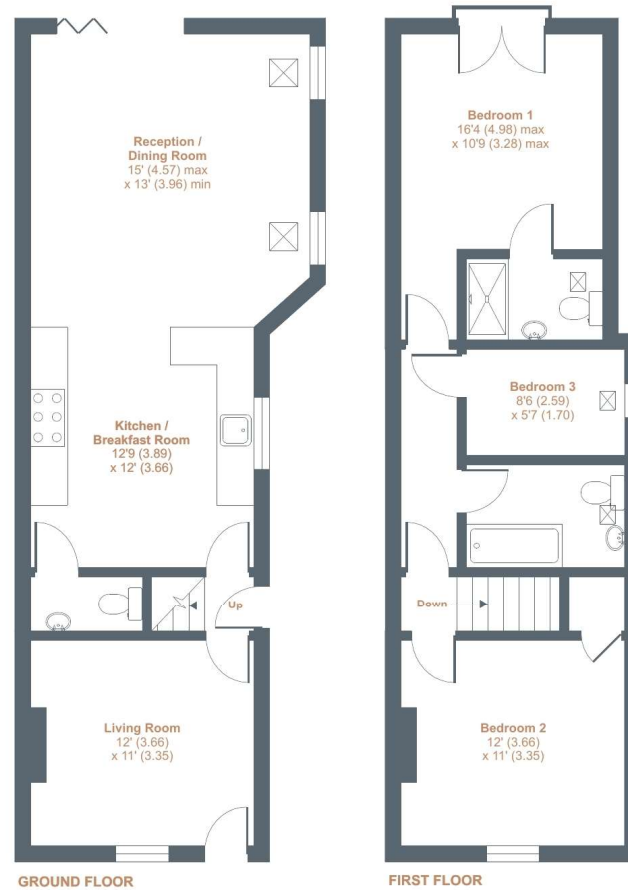 Reception /
Dining Room
15' (4.57) max
x 13' (3.96) min
Kitchen /
Breakfast Room
12'9 (3.89)
x 12' (3.66)
Up
Living Room
12' (3.66)
x 11' (3.35)
GROUND FLOOR
Bedroom 1
16'4 (4.98) max
x 10'9 (3.28) max
Bedroom 3
8'6 (2.59)
x 5'7 (1.70)
Down
Bedroom 2
12' (3.66)
x 11' (3.35)
FIRST FLOOR